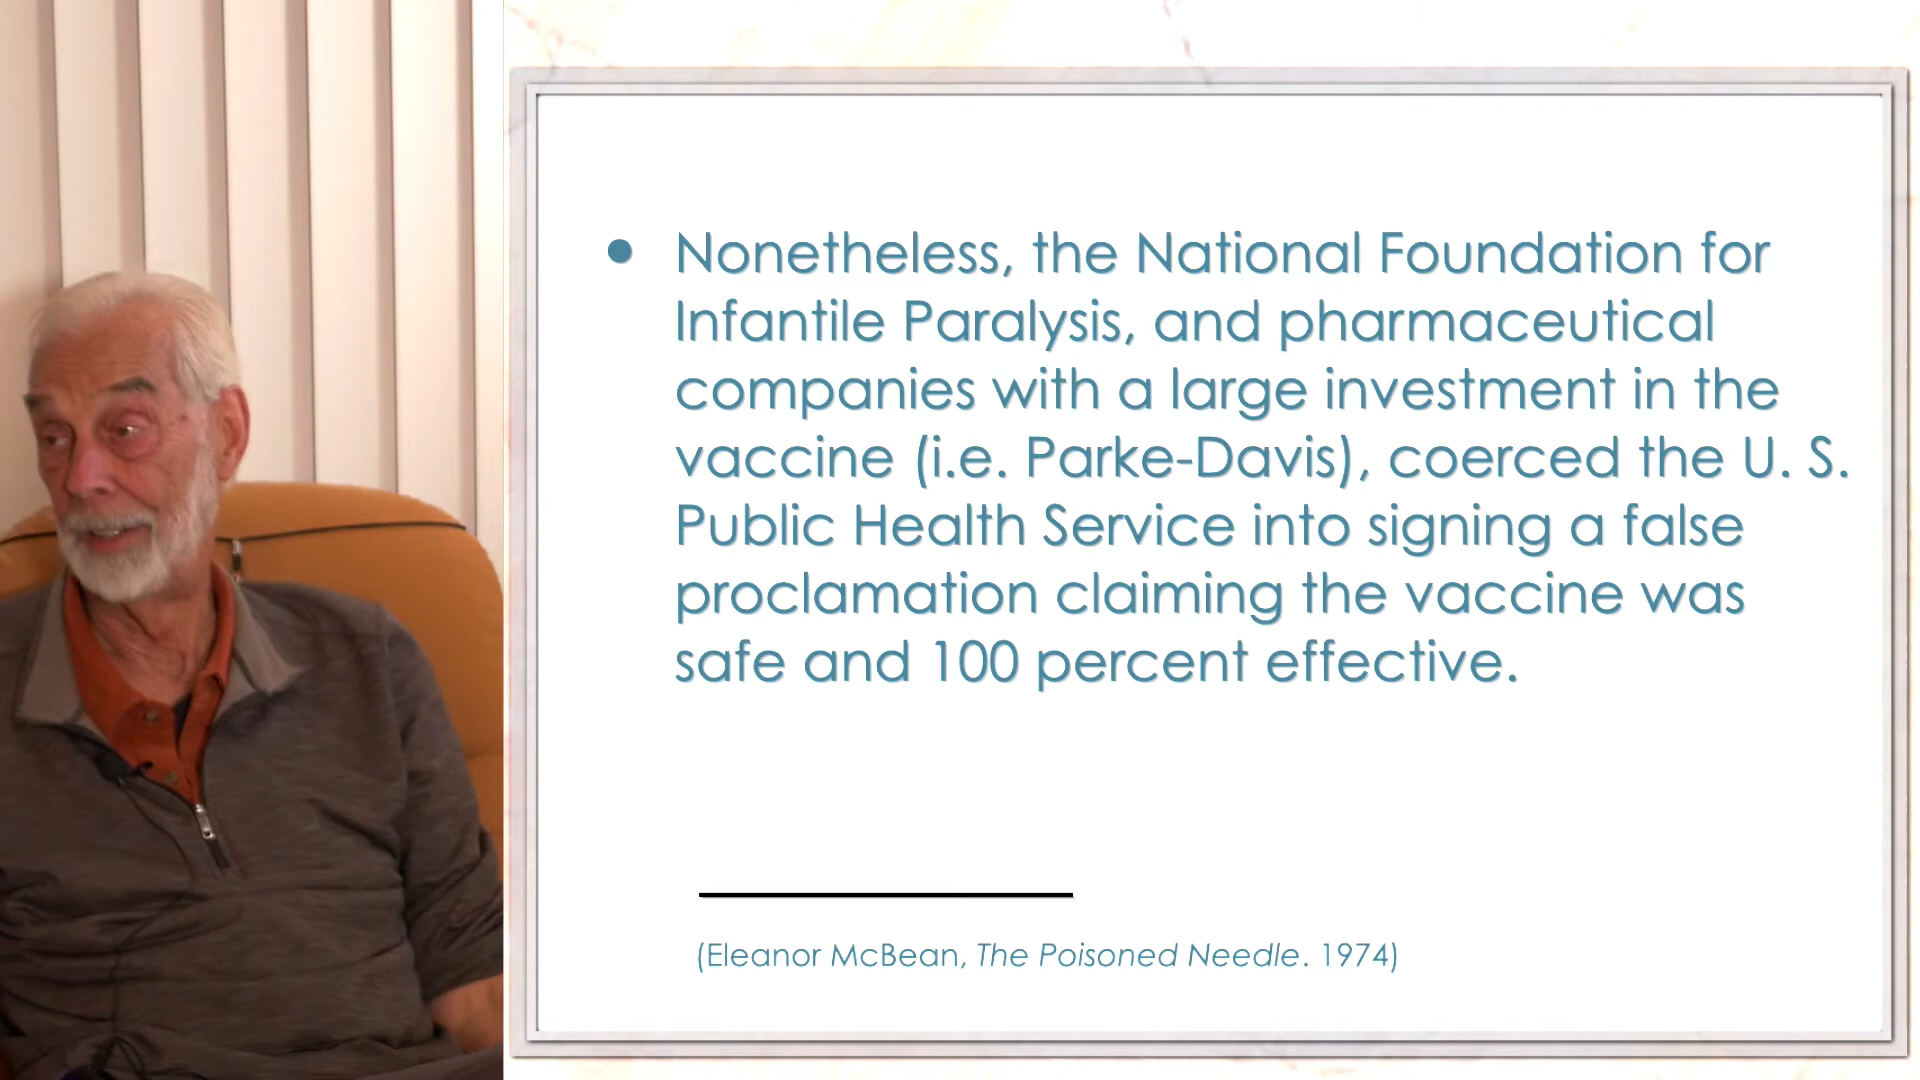 • Nonetheless, the National Foundation for
Infantile Paralysis, and pharmaceutical
companies with a large investment in the
vaccine (i.e. Parke-Davis), coerced the U. S.
Public Health Service into signing a false
proclamation claiming the vaccine was
safe and 100 percent effective.
(Eleanor McBean, The Poisoned Needle. 1974)